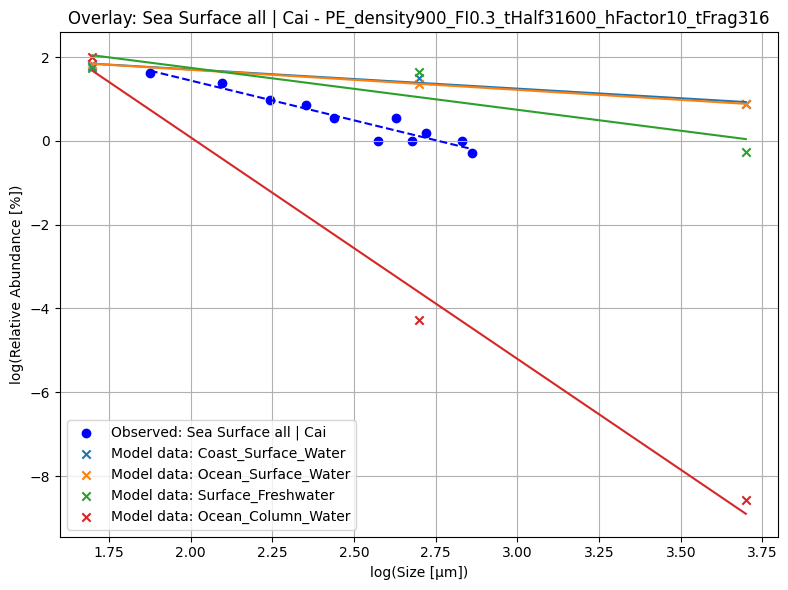 Overlay: Sea Surface all | Cai - PE_density900_FI0.3_tHalf31600_hFactor10_tFrag316
log(Relative Abundance [%])
2
0
−2
−4
−6
−8
Observed: Sea Surface all | Cai
Model data: Coast_Surface_Water
Model data: Ocean_Surface_Water
Model data: Surface_Freshwater
Model data: Ocean_Column_Water
1.75 2.00 2.25 2.50 2.75 3.00 3.25 3.50 3.75
log(Size [µm])